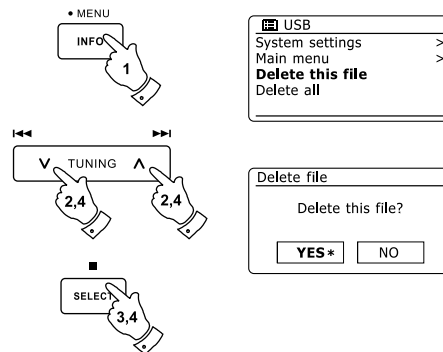 • MENU
INFO
1
TUNING
2,4
2,4
SELECT
3,4
USB
System settings >
Main menu >
Delete this file
Delete all
Delete file
Delete this file?
YES*
NO